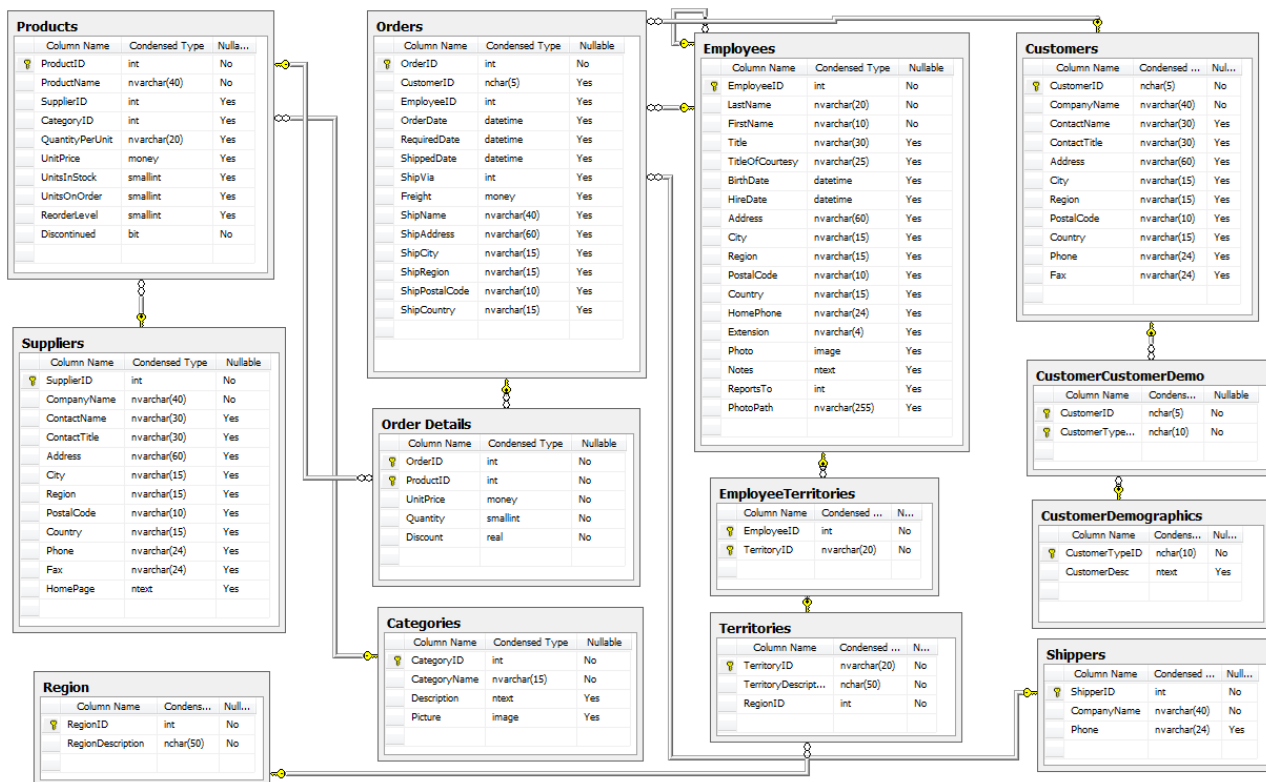 Products
Column Name Condensed Type Nulla...
ProductID int No
ProductName nvarchar(40) No
SupplierID int Yes
CategoryID int Yes
QuantityPerUnit nvarchar(20) Yes
UnitPrice money Yes
UnitsInStock smallint Yes
UnitsOnOrder smallint Yes
ReorderLevel smallint Yes
Discontinued bit No
Orders
Column Name Condensed Type Nullable
OrderID int No
CustomerID nchar(5) Yes
EmployeeID int Yes
OrderDate datetime Yes
RequiredDate datetime Yes
ShippedDate datetime Yes
ShipVia int Yes
Freight money Yes
ShipName nvarchar(40) Yes
ShipAddress nvarchar(60) Yes
ShipCity nvarchar(15) Yes
ShipRegion nvarchar(15) Yes
ShipPostalCode nvarchar(10) Yes
ShipCountry nvarchar(15) Yes
Employees
Column Name Condensed Type Nullable
EmployeeID int No
LastName nvarchar(20) No
FirstName nvarchar(10) No
Title nvarchar(30) Yes
TitleOfCourtesy nvarchar(25) Yes
BirthDate datetime Yes
HireDate datetime Yes
Address nvarchar(60) Yes
City nvarchar(15) Yes
Region nvarchar(15) Yes
PostalCode nvarchar(10) Yes
Country nvarchar(15) Yes
HomePhone nvarchar(24) Yes
Extension nvarchar(4) Yes
Photo image Yes
Notes ntext Yes
ReportsTo int Yes
PhotoPath nvarchar(255) Yes
Customers
Column Name Condensed ... Nul...
CustomerID nchar(5) No
CompanyName nvarchar(40) No
ContactName nvarchar(30) Yes
ContactTitle nvarchar(30) Yes
Address nvarchar(60) Yes
City nvarchar(15) Yes
Region nvarchar(15) Yes
PostalCode nvarchar(10) Yes
Country nvarchar(15) Yes
Phone nvarchar(24) Yes
Fax nvarchar(24) Yes
Suppliers
Column Name Condensed Type Nullable
SupplierID int No
CompanyName nvarchar(40) No
ContactName nvarchar(30) Yes
ContactTitle nvarchar(30) Yes
Address nvarchar(60) Yes
City nvarchar(15) Yes
Region nvarchar(15) Yes
PostalCode nvarchar(10) Yes
Country nvarchar(15) Yes
Phone nvarchar(24) Yes
Fax nvarchar(24) Yes
HomePage ntext Yes
Order Details
Column Name Condensed Type Nullable
OrderID int No
ProductID int No
UnitPrice money No
Quantity smallint No
Discount real No
CustomerCustomerDemo
Column Name Condens... Nullable
CustomerID nchar(5) No
CustomerType... nchar(10) No
EmployeeTerritories
Column Name Condensed ... N...
EmployeeID int No
TerritoryID nvarchar(20) No
CustomerDemographics
Column Name Condens... Nul...
CustomerTypeID nchar(10) No
CustomerDesc ntext Yes
Categories
Column Name Condensed Type Nullable
CategoryID int No
CategoryName nvarchar(15) No
Description ntext Yes
Picture image Yes
Territories
Column Name Condensed ... N...
TerritoryID nvarchar(20) No
TerritoryDescript... nchar(50) No
RegionID int No
Shippers
Column Name Condensed ... Null...
ShipperID int No
CompanyName nvarchar(40) No
Phone nvarchar(24) Yes
Region
Column Name Condens... Null...
RegionID int No
RegionDescription nchar(50) No